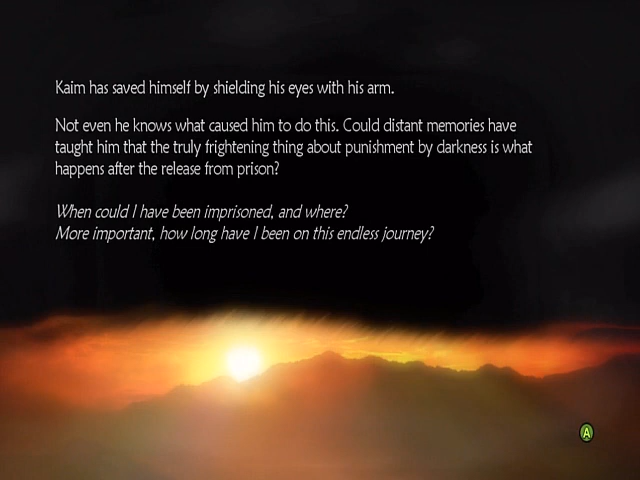 Kaim has saved himself by shielding his eyes with his arm.
Not even he knows what caused him to do this. Could distant memories have
taught him that the truly frightening thing about punishment by darkness is what
happens after the release from prison?
When could I have been imprisoned, and where?
More important, how long have I been on this endless journey?
A